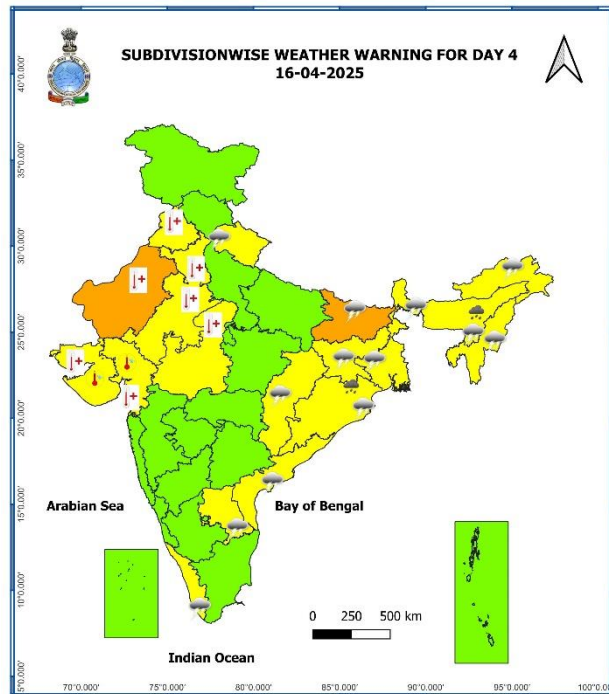 SUBDIVISIONWISE WEATHER WARNING FOR DAY 4
16-04-2025
40°0.000'
35°0.000'
30°0.000'
25°0.000'
20°0.000'
15°0.000'
10°0.000'
5°0.000'
Arabian Sea
Bay of Bengal
0 250 500 km
Indian Ocean
70°0.000' 75°0.000' 80°0.000' 85°0.000' 90°0.000' 95°0.000' 100°0.0